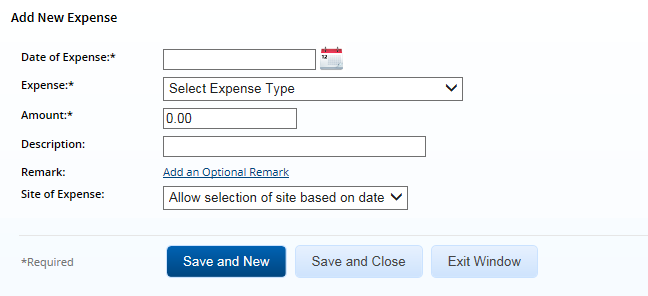 Add New Expense
Date of Expense:*
12
Expense:* Select Expense Type
Amount:* 0.00
Description:
Remark: Add an Optional Remark
Site of Expense: Allow selection of site based on date
*Required Save and New Save and Close Exit Window